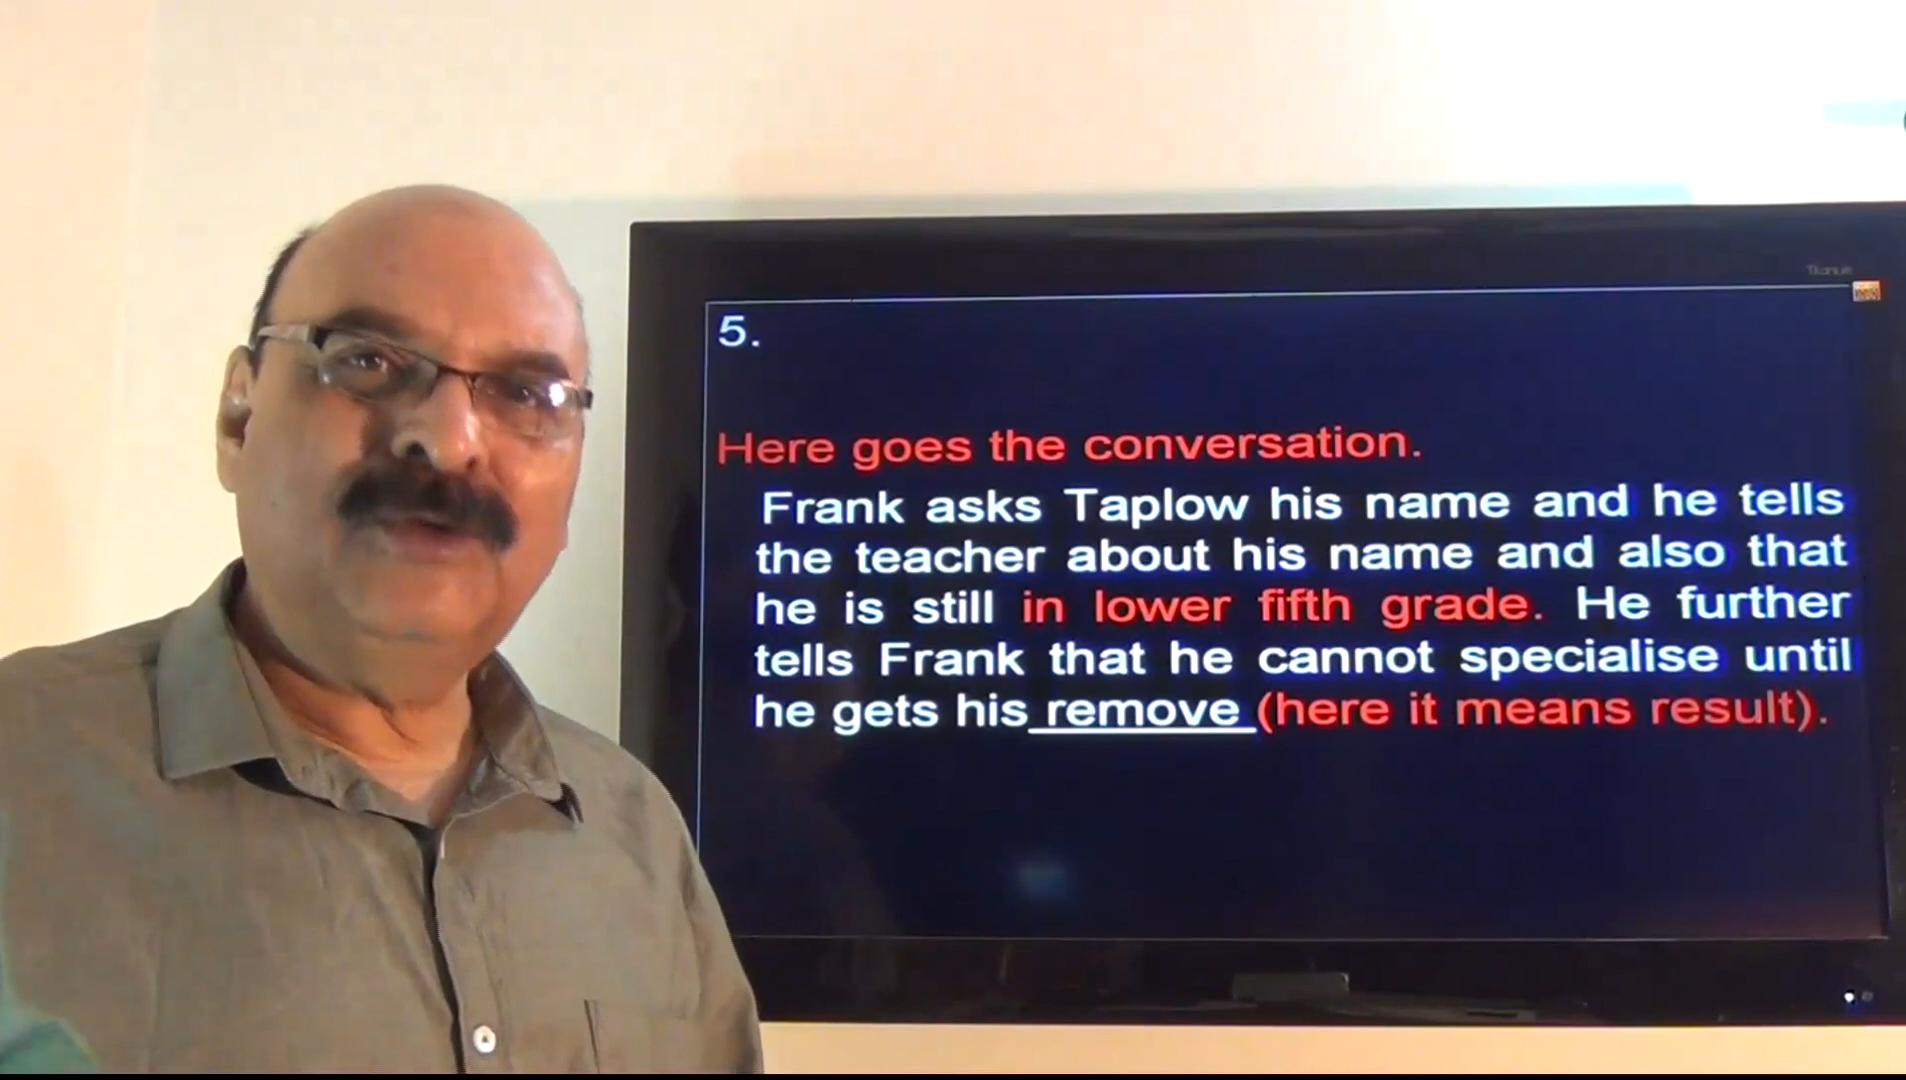 5.
Here goes the conversation.
Frank asks Taplow his name and he tells
the teacher about his name and also that
he is still in lower fifth grade. He further
tells Frank that he cannot specialise until
he gets his remove (here it means result).